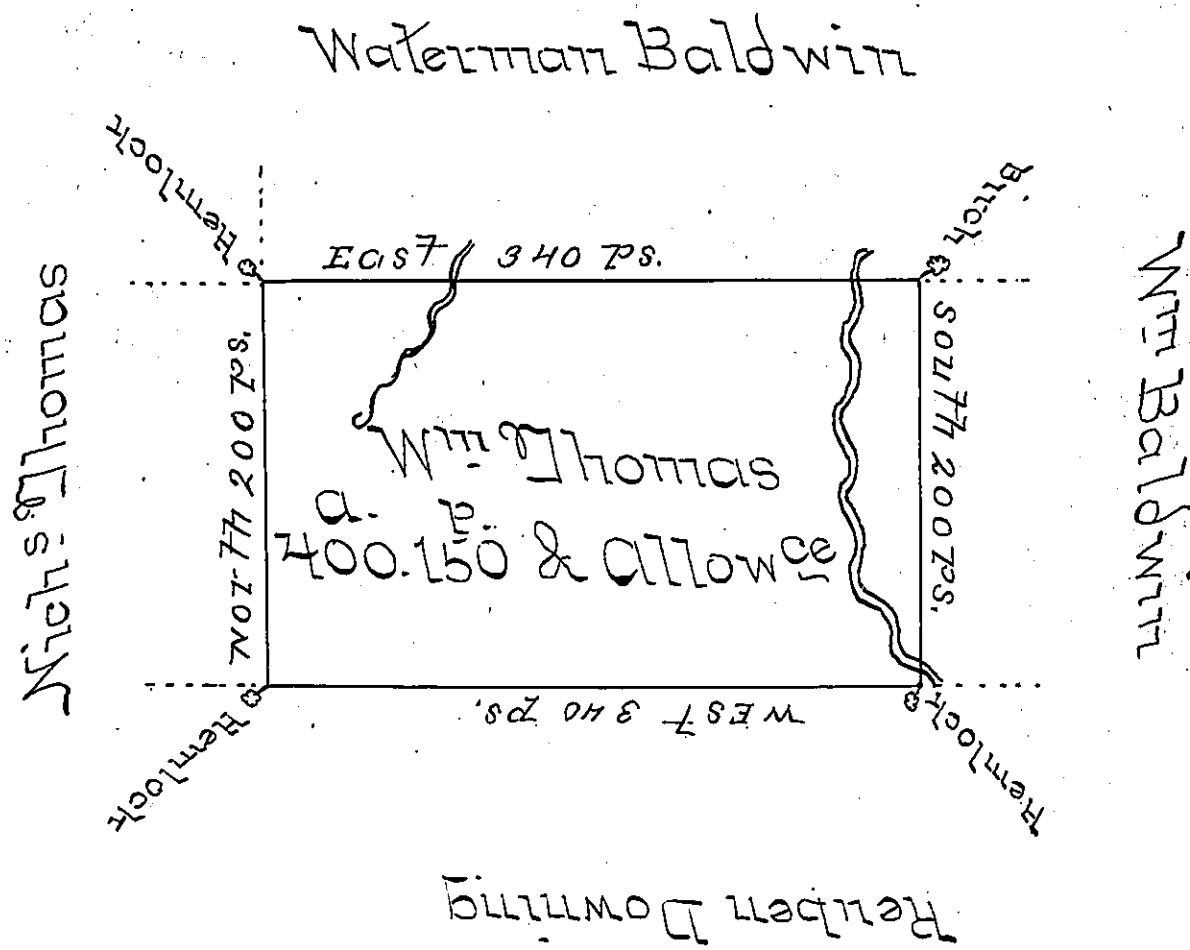 Waterman Baldwin
Hemlock
Birch
East 340 Ps.
Nichs. Thomas
North 200 Ps.
South 200 Ps.
Wm Baldwin
Wm Thomas
a. p.
400.150 & Allowce
West 340 Ps.
Hemlock
Hemlock
Reuben Downing